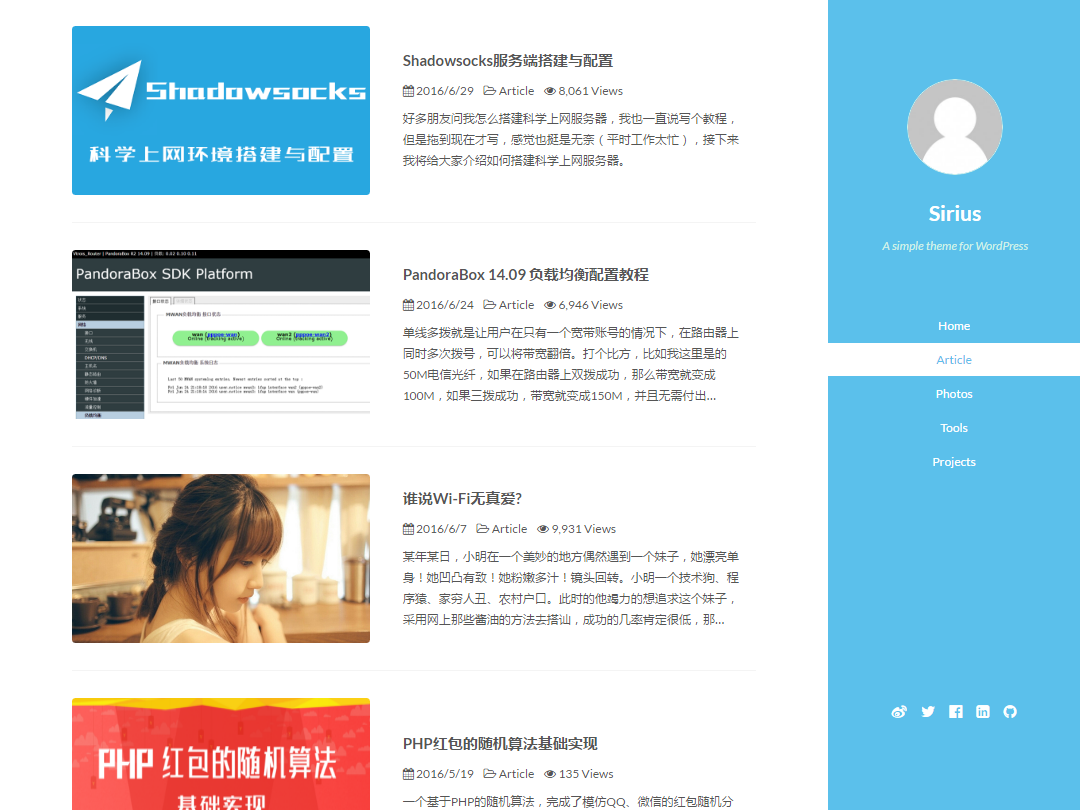 Shadowsocks
科学上网环境搭建与配置
Shadowsocks服务端搭建与配置
2016/6/29 Article 8,061 Views
好多朋友问我怎么搭建科学上网服务器，我也一直说写个教程，
但是拖到现在才写，感觉也挺是无奈（平时工作太忙），接下来
我将给大家介绍如何搭建科学上网服务器。
PandoraBox SDK Platform
PandoraBox 14.09 负载均衡配置教程
2016/6/24 Article 6,946 Views
单线多拨就是让用户在只有一个宽带账号的情况下，在路由器上
同时多次拨号，可以将带宽翻倍。打个比方，比如我这里是的
50M电信光纤，如果在路由器上双拨成功，那么带宽就变成
100M，如果三拨成功，带宽就变成150M，并且无需付出...
谁说Wi-Fi无真爱?
2016/6/7 Article 9,931 Views
某年某日，小明在一个美妙的地方偶然遇到一个妹子，她漂亮单
身！她凹凸有致！她粉嫩多汁！镜头回转。小明一个技术狗、程
序猿、家穷人丑、农村户口。此时的他竭力的想追求这个妹子，
采用网上那些酱油的方法去搭讪，成功的几率肯定很低，那...
PHP 红包的随机算法
基础实现
PHP红包的随机算法基础实现
2016/5/19 Article 135 Views
一个基于PHP的随机算法，完成了模仿QQ、微信的红包随机分
Sirius
A simple theme for WordPress
Home
Article
Photos
Tools
Projects